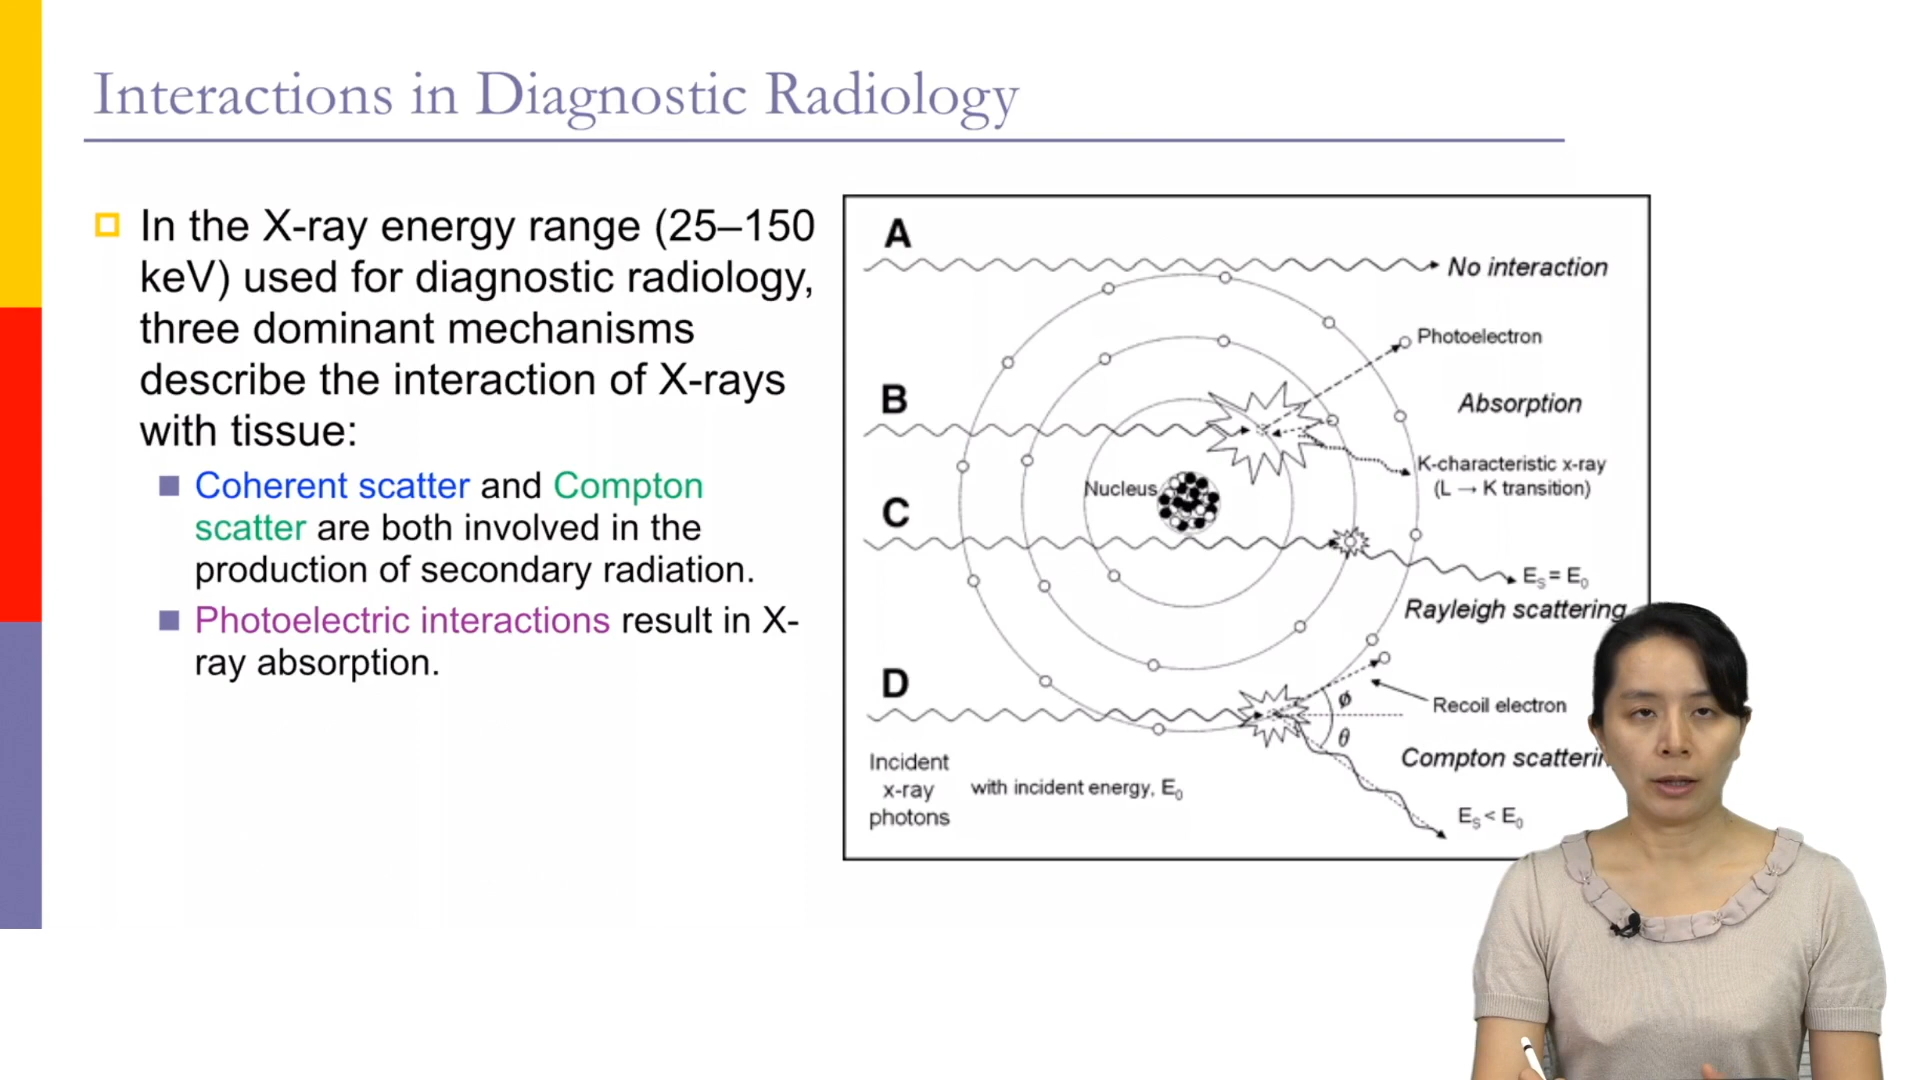 Interactions in Diagnostic Radiology
In the X-ray energy range (25–150
keV) used for diagnostic radiology,
three dominant mechanisms
describe the interaction of X-rays
with tissue:
Coherent scatter and Compton
scatter are both involved in the
production of secondary radiation.
Photoelectric interactions result in X-
ray absorption.
A
No interaction
Photoelectron
B
Absorption
K-characteristic x-ray
(L → K transition)
Nucleus
C
Es = E0
Rayleigh scattering
D
ϕ
Recoil electron
θ
Compton scatterin
Incident
x-ray
photons
with incident energy, E0
Es < E0